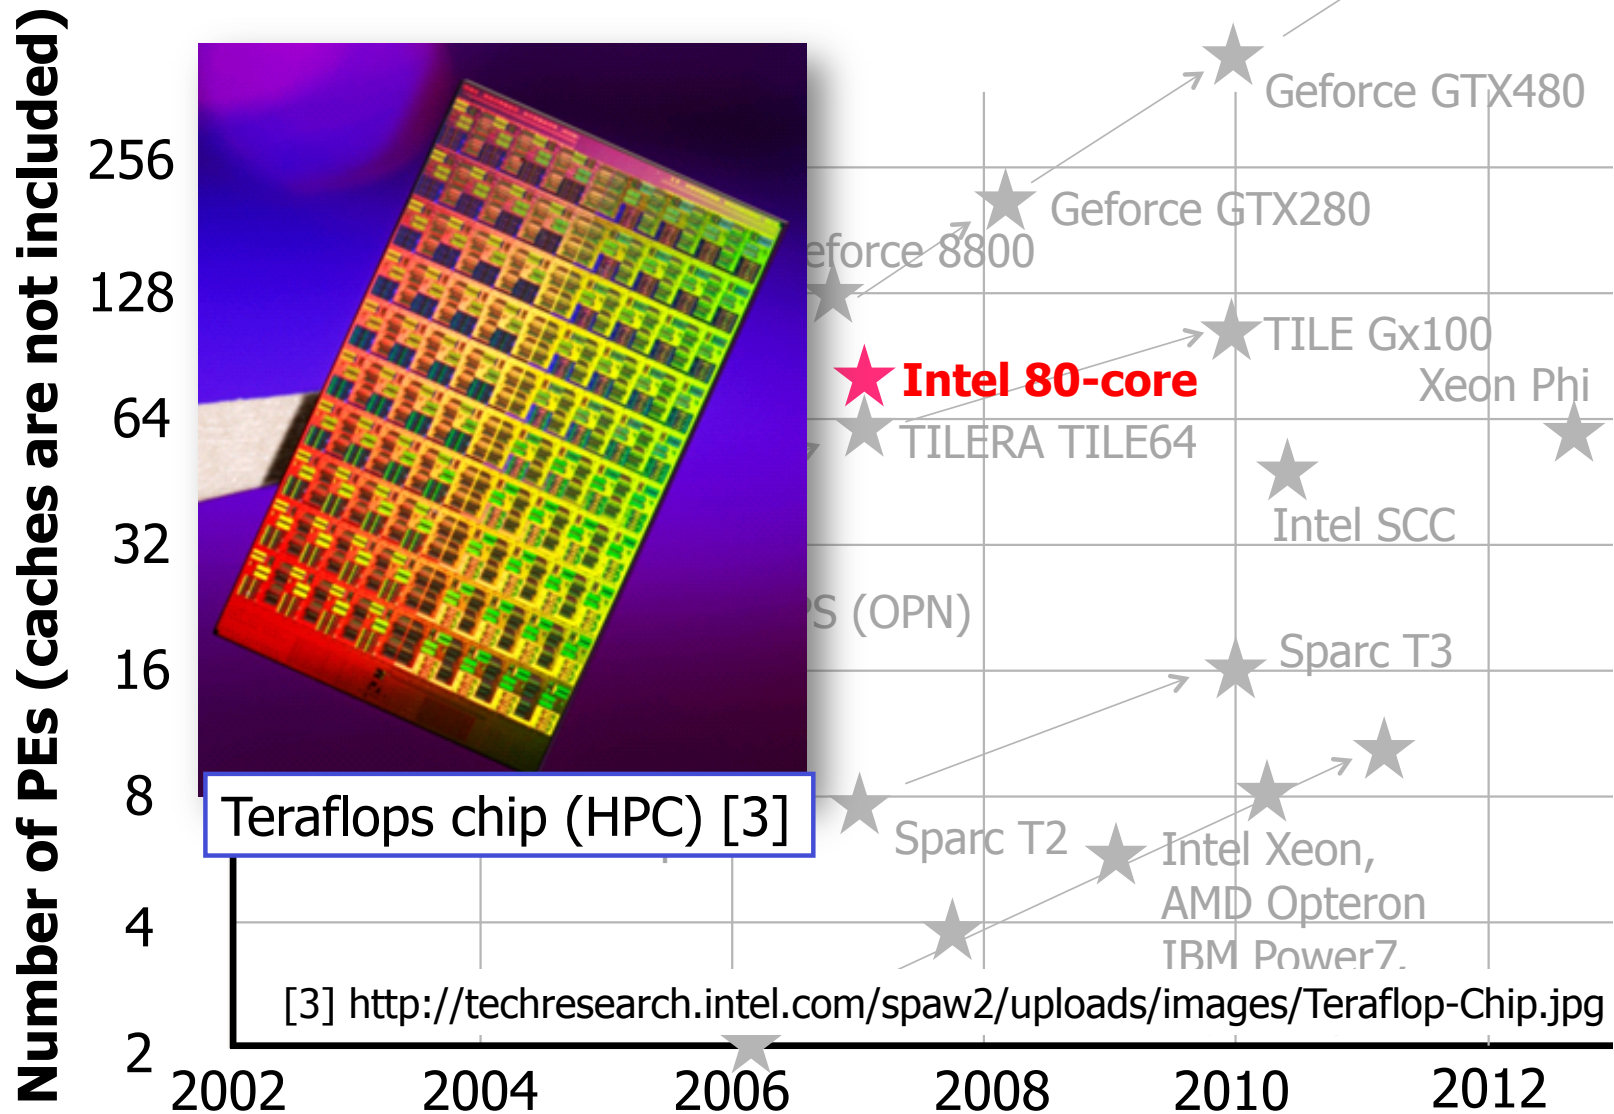 Number of PEs (caches are not included)
256
128
64
32
16
8
4
2
2002
2004
2006
2008
2010
2012
Geforce GTX480
Geforce GTX280
eforce 8800
TILE Gx100
Intel 80-core
Xeon Phi
TILERA TILE64
Intel SCC
PS (OPN)
Sparc T3
Teraflops chip (HPC) [3]
Sparc T2
Intel Xeon,
AMD Opteron
IBM Power7,
[3] http://techresearch.intel.com/spaw2/uploads/images/Teraflop-Chip.jpg